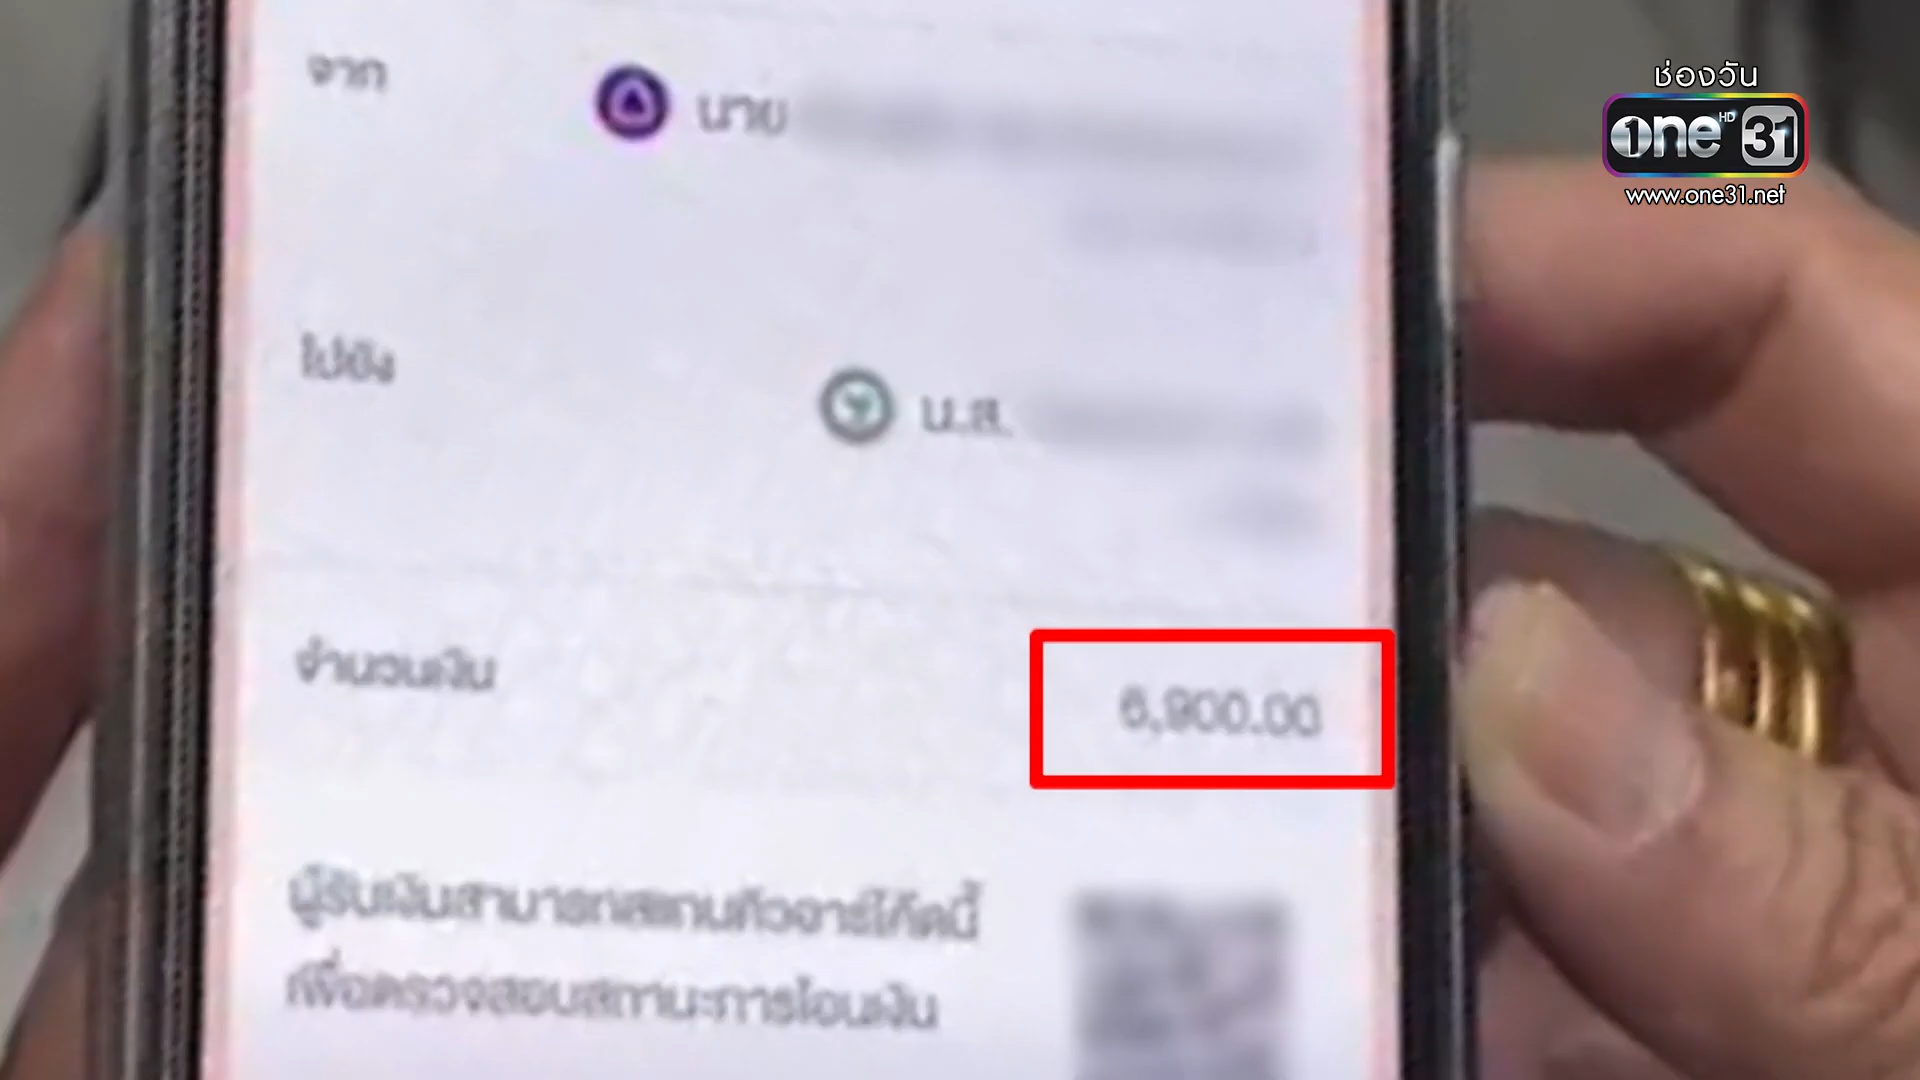 ช่องวัน
one HD 31
www.one31.net
จาก
นาย
ไปยัง
น.ส.
จำนวนเงิน
6,900.00
ผู้รับเงินสามารถสแกนคิวอาร์โค้ดนี้
เพื่อตรวจสอบสถานะการโอนเงิน